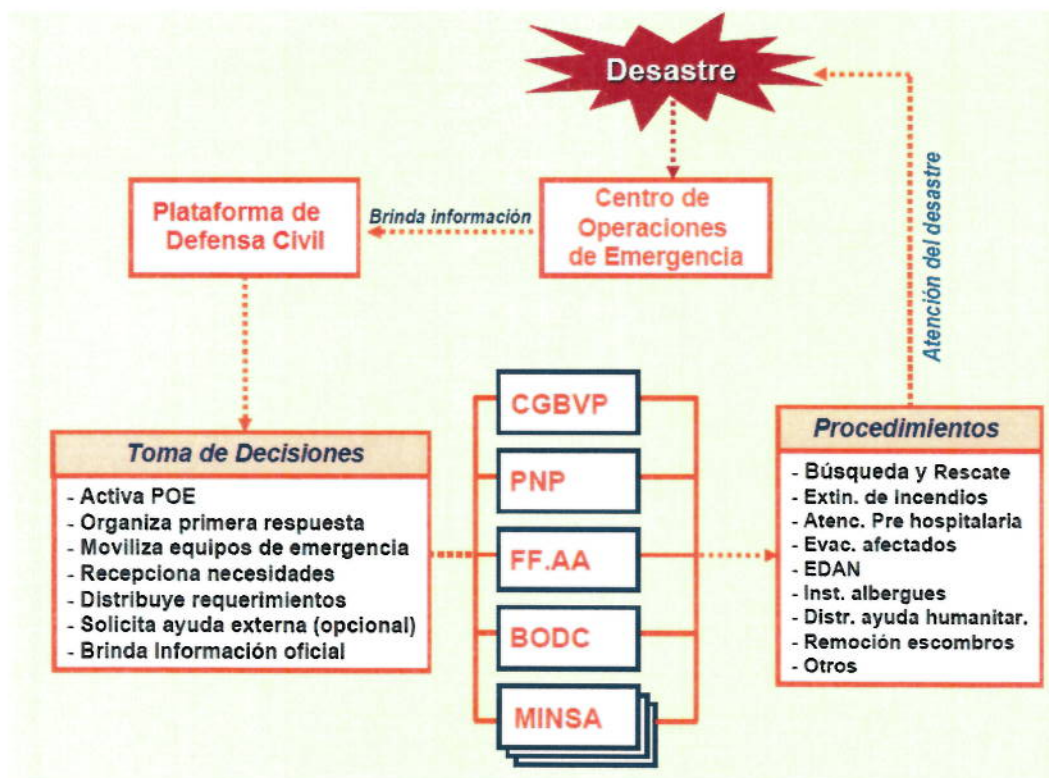 Desastre
Centro de
Operaciones
de Emergencia
Brinda información
Plataforma de
Defensa Civil
Toma de Decisiones
- Activa POE
- Organiza primera respuesta
- Moviliza equipos de emergencia
- Recepciona necesidades
- Distribuye requerimientos
- Solicita ayuda externa (opcional)
- Brinda Información oficial
CGBVP
PNP
FF.AA
BODC
MINSA
Procedimientos
- Búsqueda y Rescate
- Extin. de incendios
- Atenc. Pre hospitalaria
- Evac. afectados
- EDAN
- Inst. albergues
- Distr. ayuda humanitar.
- Remoción escombros
- Otros
Atención del desastre